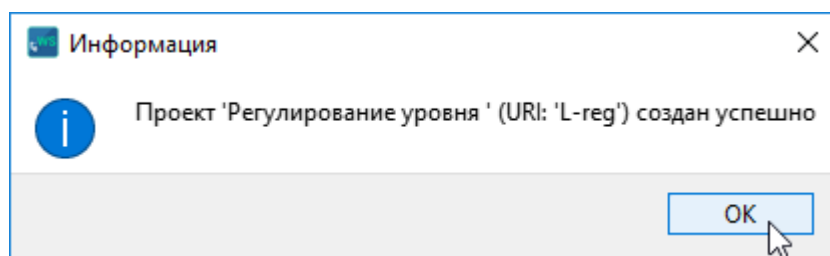 Информация
Проект 'Регулирование уровня ' (URI: 'L-reg') создан успешно
OK